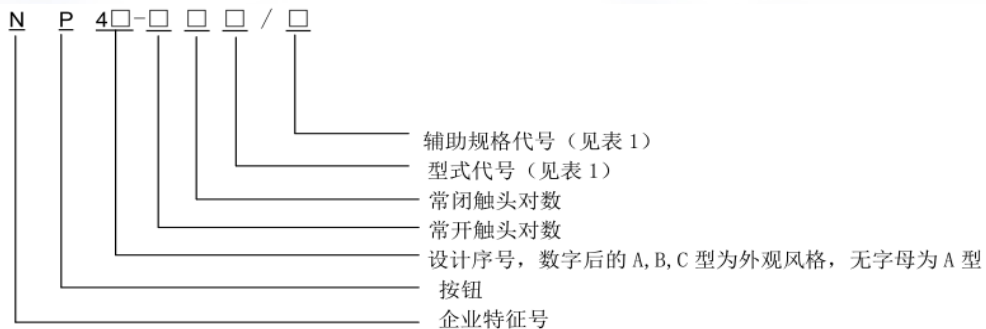 N P 4□-□ □ □ / □
辅助规格代号（见表 1）
型式代号（见表 1）
常闭触头对数
常开触头对数
设计序号，数字后的 A,B,C 型为外观风格，无字母为 A 型
按钮
企业特征号